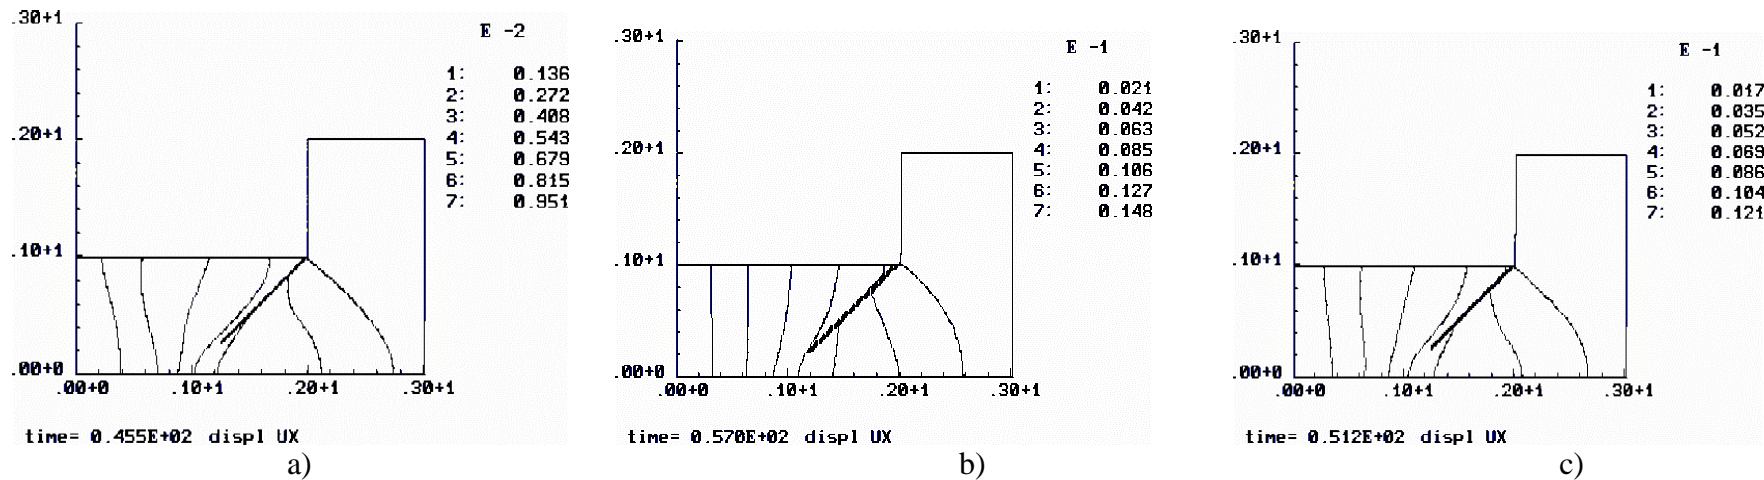 .30+1
E -2
1: 0.136
2: 0.272
3: 0.408
4: 0.543
5: 0.679
6: 0.815
7: 0.951
.20+1
.10+1
.00+0
.00+0 .10+1 .20+1 .30+1
time= 0.455E+02 displ UX
a)
.30+1
E -1
1: 0.021
2: 0.042
3: 0.063
4: 0.085
5: 0.106
6: 0.127
7: 0.148
.20+1
.10+1
.00+0
.00+0 .10+1 .20+1 .30+1
time= 0.570E+02 displ UX
b)
.30+1
E -1
1: 0.017
2: 0.035
3: 0.052
4: 0.069
5: 0.086
6: 0.104
7: 0.121
.20+1
.10+1
.00+0
.00+0 .10+1 .20+1 .30+1
time= 0.512E+02 displ UX
c)